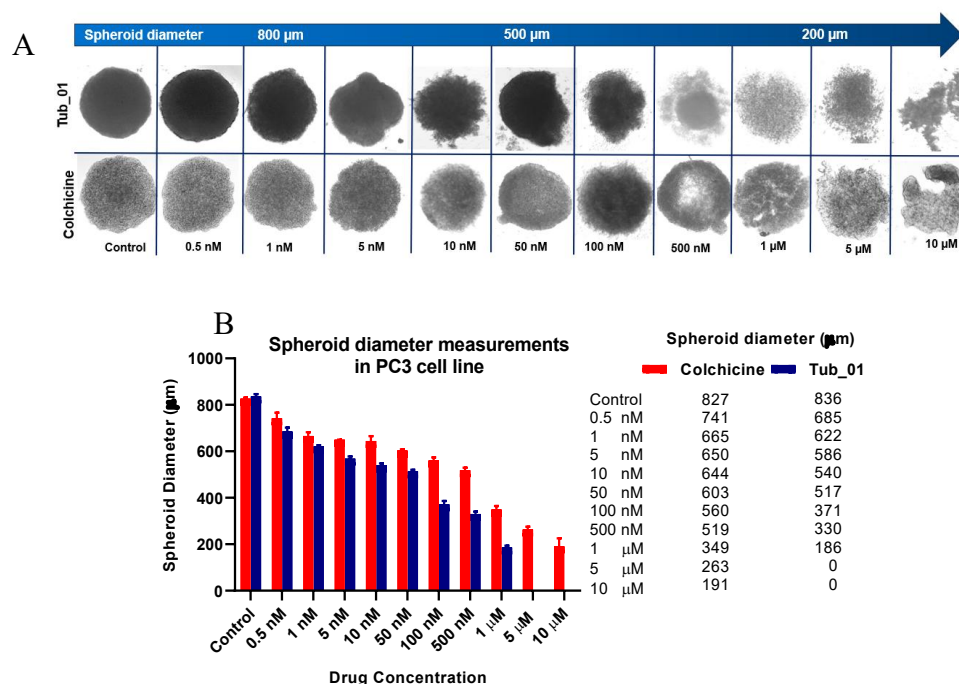 A
Spheroid diameter 800 µm 500 µm 200 µm
Tub_01
Colchicine
Control 0.5 nM 1 nM 5 nM 10 nM 50 nM 100 nM 500 nM 1 µM 5 µM 10 µM
B
Spheroid diameter measurements
in PC3 cell line
Spheroid Diameter (µm)
1000
800
600
400
200
0
Control 0.5 nM 1 nM 5 nM 10 nM 50 nM 100 nM 500 nM 1 µM 5 µM 10 µM
Drug Concentration
Spheroid diameter (µm)
Colchicine Tub_01
Control 827 836
0.5 nM 741 685
1 nM 665 622
5 nM 650 586
10 nM 644 540
50 nM 603 517
100 nM 560 371
500 nM 519 330
1 µM 349 186
5 µM 263 0
10 µM 191 0